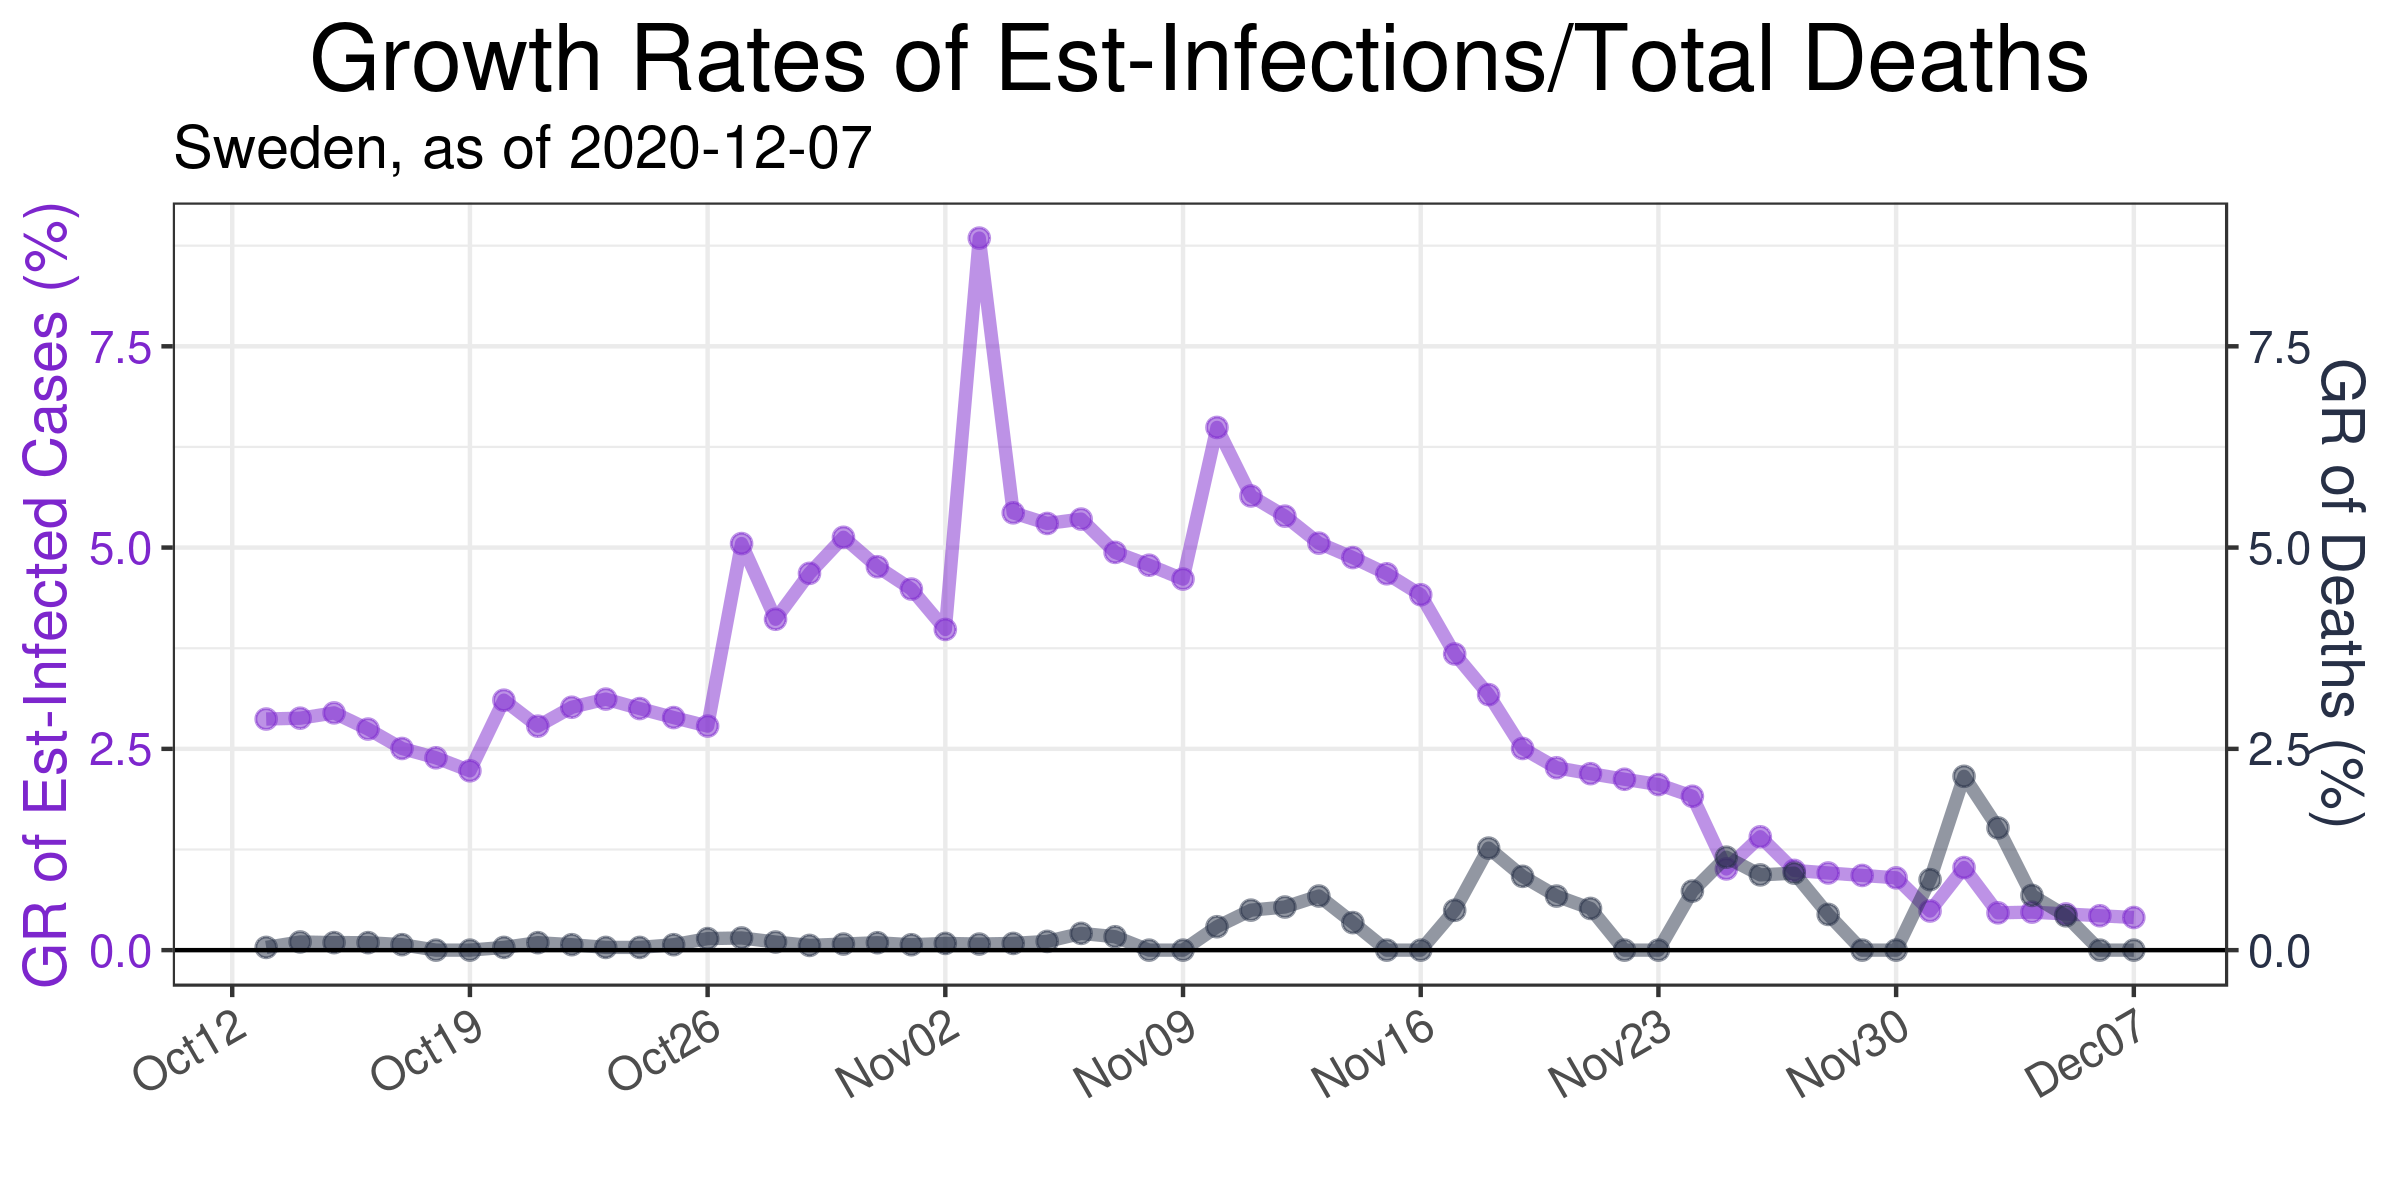 Growth Rates of Est-Infections/Total Deaths
Sweden, as of 2020-12-07
GR of Est-Infected Cases (%)
7.5
5.0
2.5
0.0
7.5
5.0
2.5
0.0
GR of Deaths (%)
Oct12
Oct19
Oct26
Nov02
Nov09
Nov16
Nov23
Nov30
Dec07